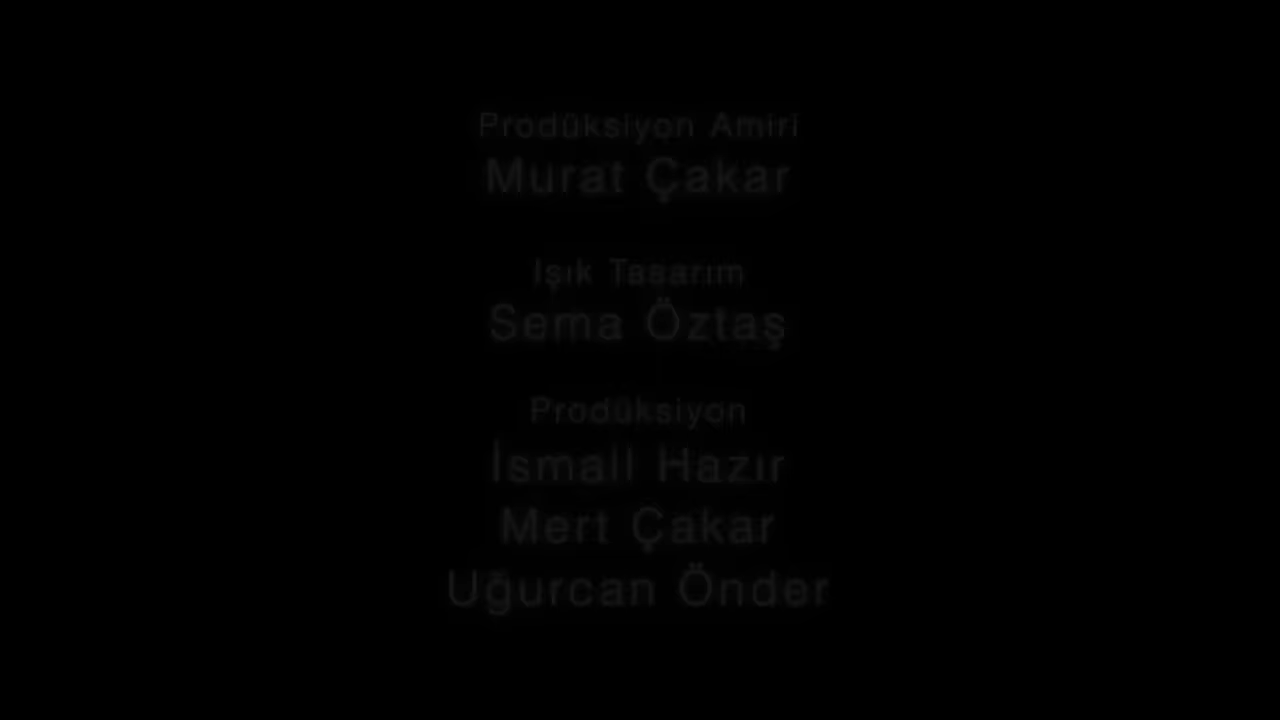 Prodüksiyon Amiri
Murat Çakar
Işık Tasarım
Sema Öztaş
Prodüksiyon
İsmail Hazır
Mert Çakar
Uğurcan Önder